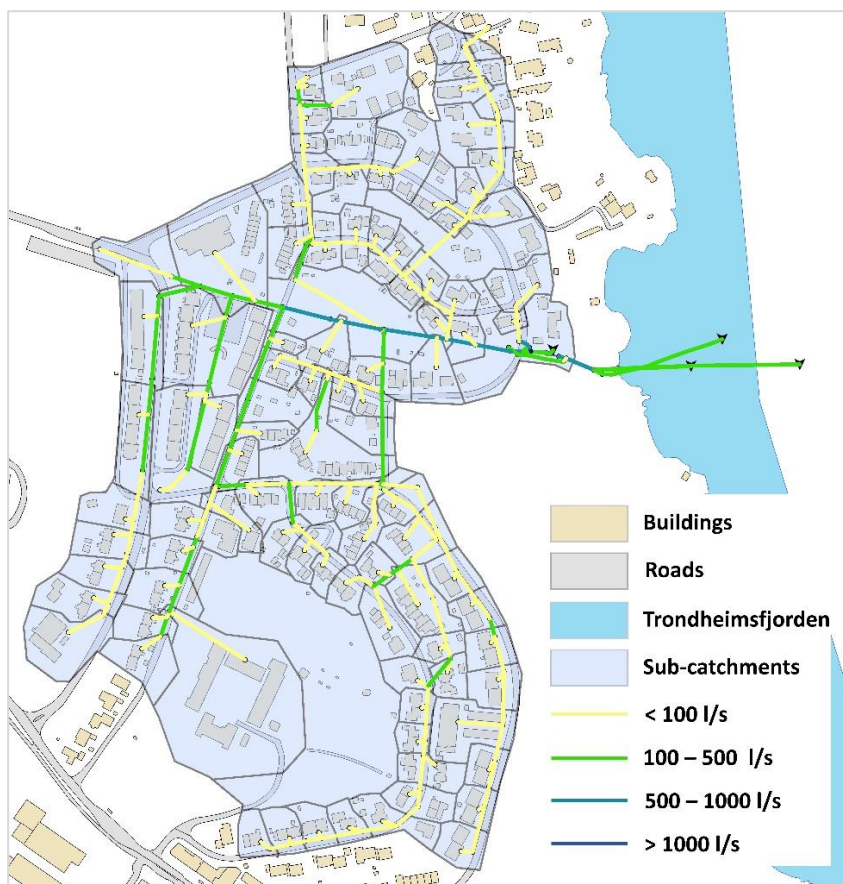 Buildings
Roads
Trondheimsfjorden
Sub-catchments
< 100 l/s
100 – 500 l/s
500 – 1000 l/s
> 1000 l/s